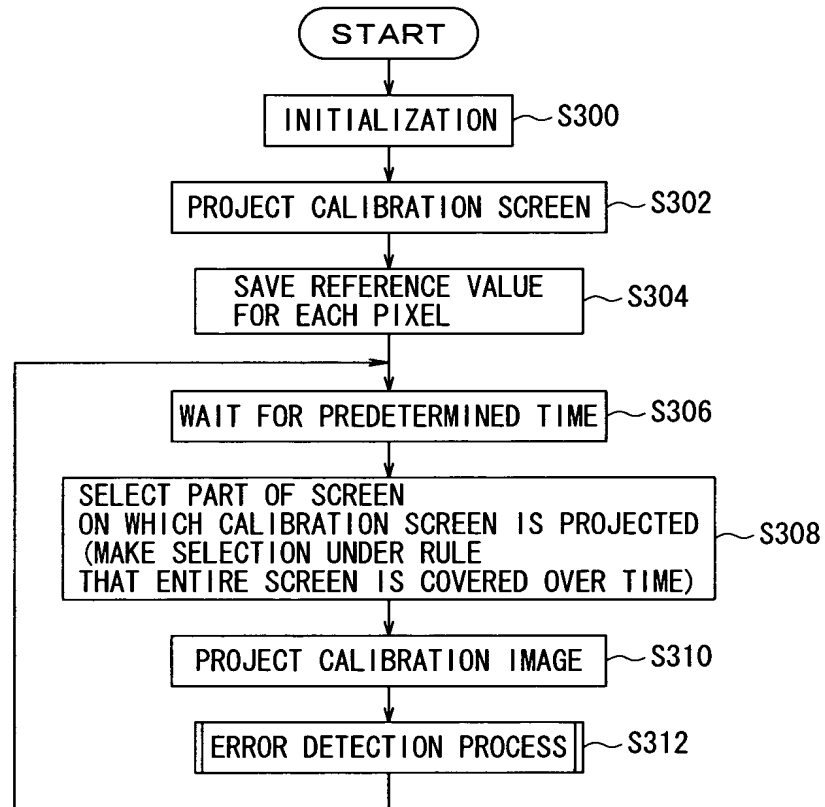 START
INITIALIZATION
S300
PROJECT CALIBRATION SCREEN
S302
SAVE REFERENCE VALUE
FOR EACH PIXEL
S304
WAIT FOR PREDETERMINED TIME
S306
SELECT PART OF SCREEN
ON WHICH CALIBRATION SCREEN IS PROJECTED
(MAKE SELECTION UNDER RULE
THAT ENTIRE SCREEN IS COVERED OVER TIME)
S308
PROJECT CALIBRATION IMAGE
S310
ERROR DETECTION PROCESS
S312